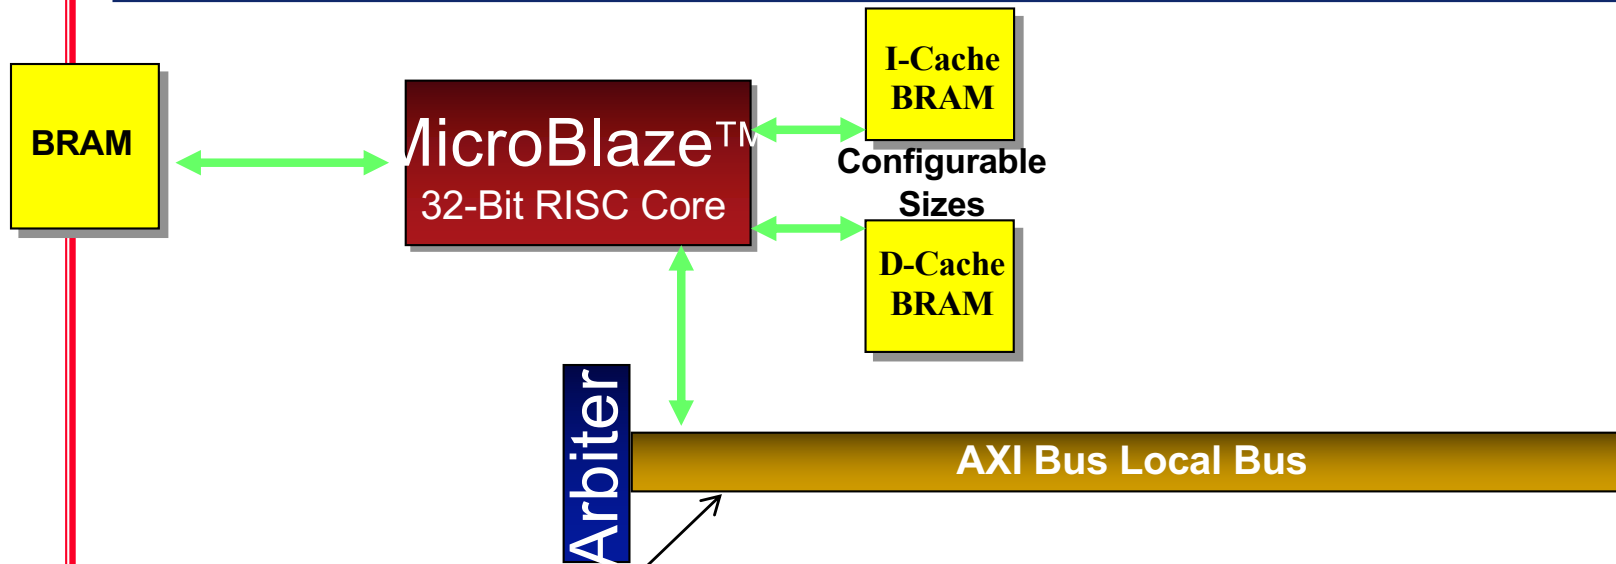 I-Cache
BRAM
BRAM
MicroBlaze™
32-Bit RISC Core
Configurable
Sizes
D-Cache
BRAM
Arbiter
AXI Bus Local Bus